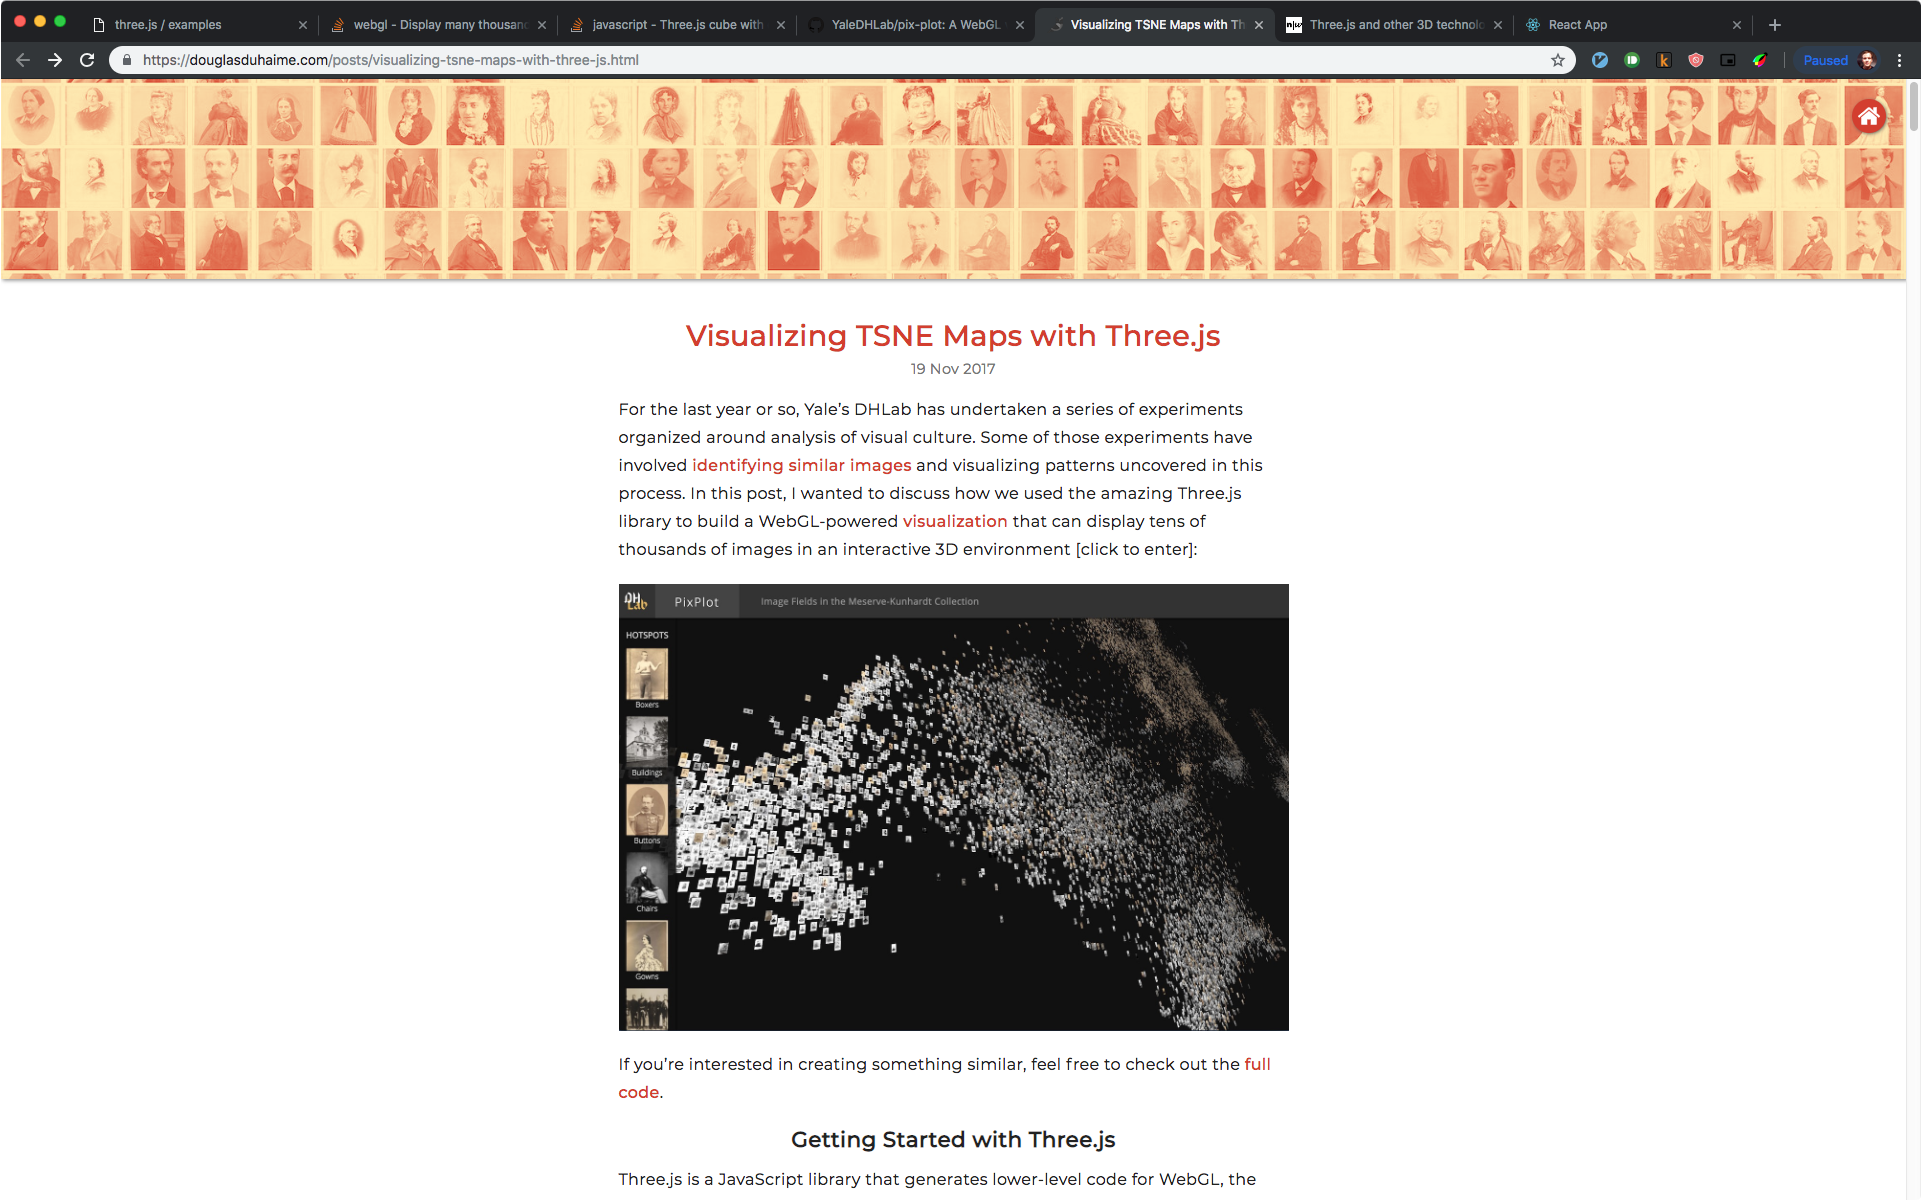 three.js / examples
webgl - Display many thousan
javascript - Three.js cube with
YaleDHLab/pix-plot: A WebGL
Visualizing TSNE Maps with Th
Three.js and other 3D technolo
React App
https://douglasduhaime.com/posts/visualizing-tsne-maps-with-three-js.html
Paused
Visualizing TSNE Maps with Three.js
19 Nov 2017
For the last year or so, Yale’s DHLab has undertaken a series of experiments
organized around analysis of visual culture. Some of those experiments have
involved identifying similar images and visualizing patterns uncovered in this
process. In this post, I wanted to discuss how we used the amazing Three.js
library to build a WebGL-powered visualization that can display tens of
thousands of images in an interactive 3D environment [click to enter]:
DH Lab
PixPlot
Image Fields in the Meserve-Kunhardt Collection
HOTSPOTS
Boxers
Buildings
Buttons
Chairs
Gowns
If you’re interested in creating something similar, feel free to check out the full
code.
Getting Started with Three.js
Three.js is a JavaScript library that generates lower-level code for WebGL, the